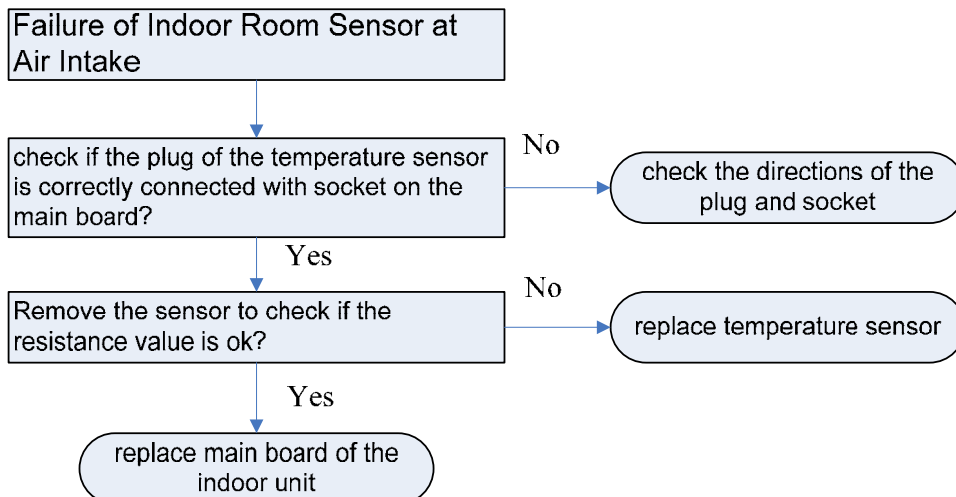 Failure of Indoor Room Sensor at
Air Intake
check if the plug of the temperature sensor
is correctly connected with socket on the
main board?
No
check the directions of the
plug and socket
Yes
Remove the sensor to check if the
resistance value is ok?
No
replace temperature sensor
Yes
replace main board of the
indoor unit